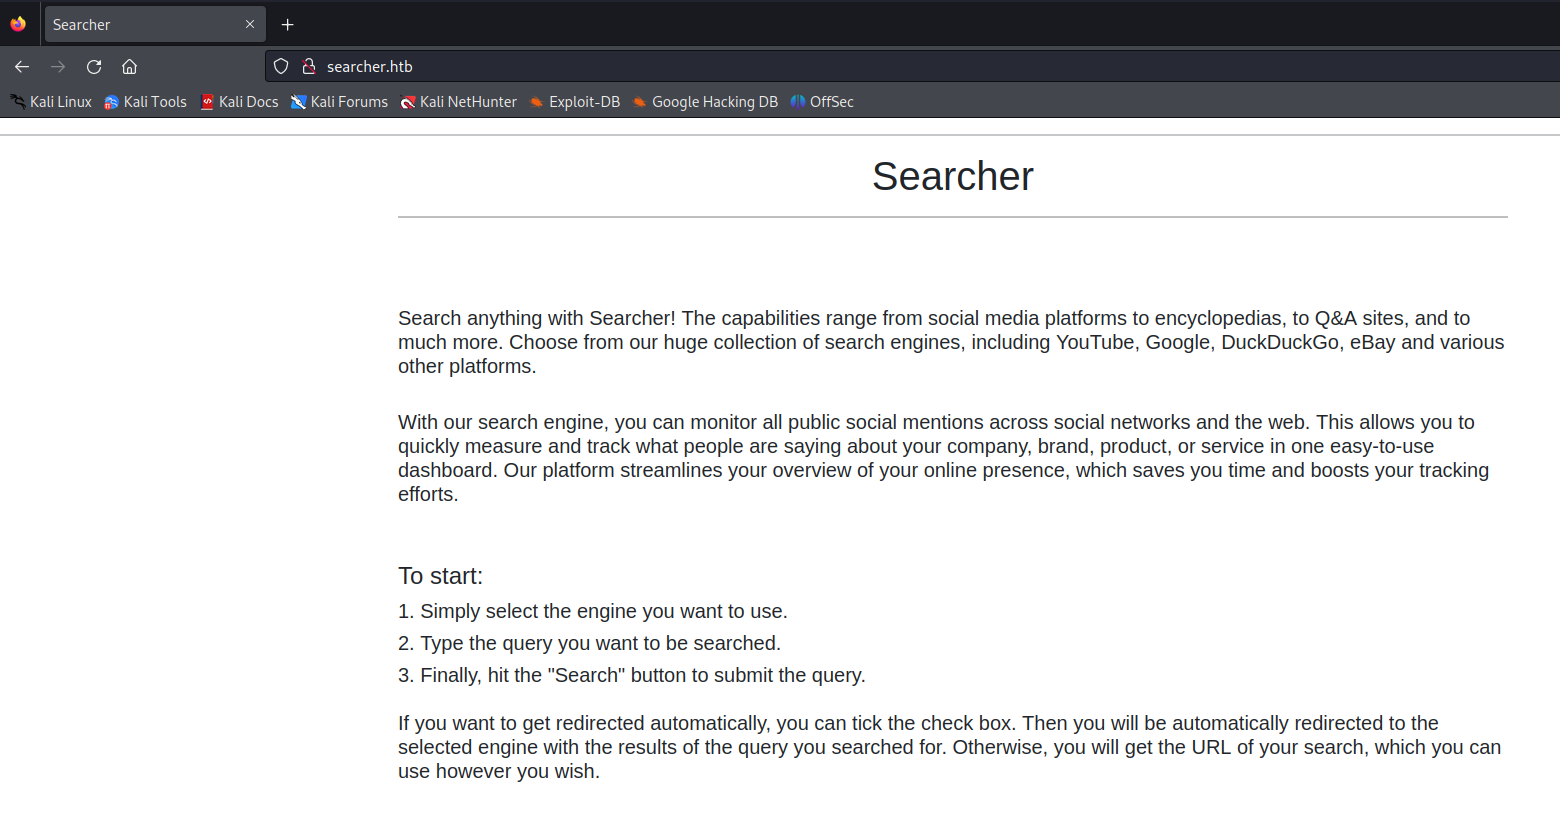 Searcher
searcher.htb
Kali Linux Kali Tools Kali Docs Kali Forums Kali NetHunter Exploit-DB Google Hacking DB OffSec
Searcher
Search anything with Searcher! The capabilities range from social media platforms to encyclopedias, to Q&A sites, and to
much more. Choose from our huge collection of search engines, including YouTube, Google, DuckDuckGo, eBay and various
other platforms.
With our search engine, you can monitor all public social mentions across social networks and the web. This allows you to
quickly measure and track what people are saying about your company, brand, product, or service in one easy-to-use
dashboard. Our platform streamlines your overview of your online presence, which saves you time and boosts your tracking
efforts.
To start:
1. Simply select the engine you want to use.
2. Type the query you want to be searched.
3. Finally, hit the "Search" button to submit the query.
If you want to get redirected automatically, you can tick the check box. Then you will be automatically redirected to the
selected engine with the results of the query you searched for. Otherwise, you will get the URL of your search, which you can
use however you wish.